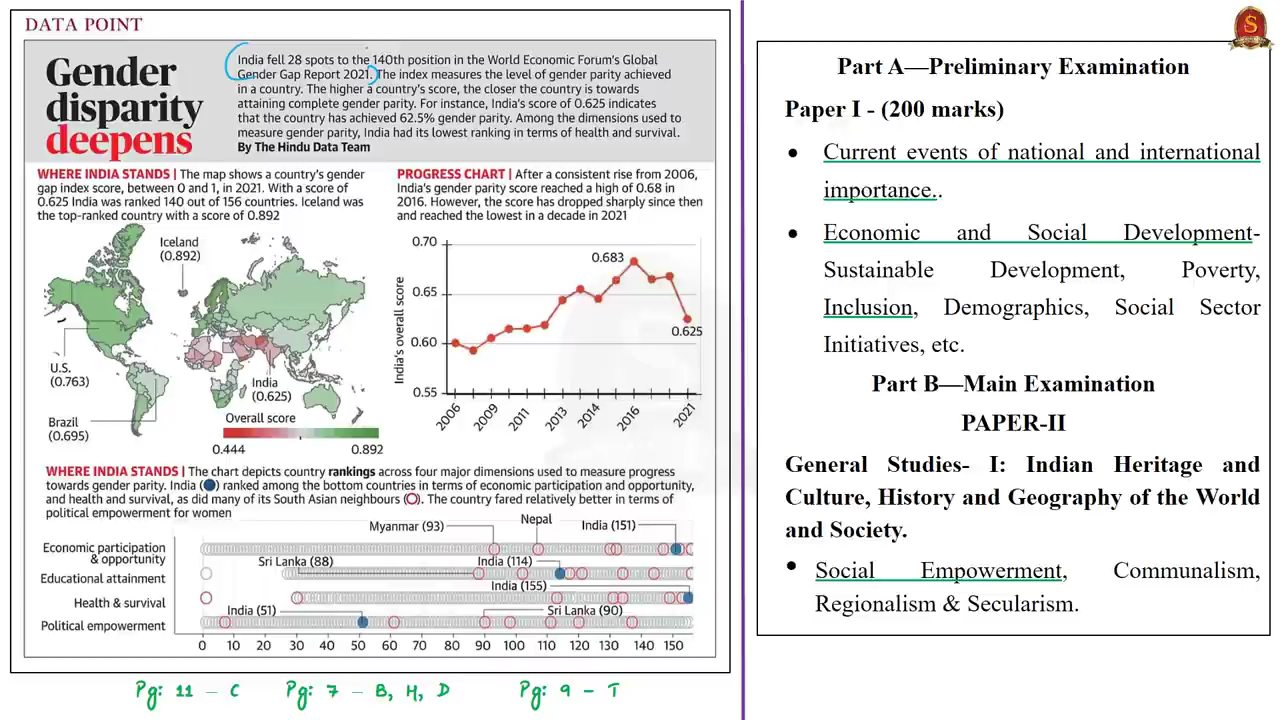 DATA POINT
Gender
disparity
deepens
India fell 28 spots to the 140th position in the World Economic Forum's Global
Gender Gap Report 2021. The index measures the level of gender parity achieved
in a country. The higher a country's score, the closer the country is towards
attaining complete gender parity. For instance, India's score of 0.625 indicates
that the country has achieved 62.5% gender parity. Among the dimensions used to
measure gender parity, India had its lowest ranking in terms of health and survival.
By The Hindu Data Team
WHERE INDIA STANDS | The map shows a country's gender
gap index score, between 0 and 1, in 2021. With a score of
0.625 India was ranked 140 out of 156 countries. Iceland was
the top-ranked country with a score of 0.892
Iceland
(0.892)
U.S.
(0.763)
India
(0.625)
Brazil
(0.695)
Overall score
0.444 0.892
PROGRESS CHART | After a consistent rise from 2006,
India's gender parity score reached a high of 0.68 in
2016. However, the score has dropped sharply since then
and reached the lowest in a decade in 2021
India's overall score
0.70
0.65
0.60
0.55
0.683
0.625
2006 2009 2011 2013 2014 2016 2021
WHERE INDIA STANDS | The chart depicts country rankings across four major dimensions used to measure progress
towards gender parity. India ( ) ranked among the bottom countries in terms of economic participation and opportunity,
and health and survival, as did many of its South Asian neighbours ( ). The country fared relatively better in terms of
political empowerment for women
Myanmar (93) Nepal India (151)
Economic participation
& opportunity
Sri Lanka (88) India (114)
Educational attainment
India (155)
Health & survival
India (51) Sri Lanka (90)
Political empowerment
0 10 20 30 40 50 60 70 80 90 100 110 120 130 140 150
Pg: 11 - C Pg: 7 - B, H, D Pg: 9 - T
Part A—Preliminary Examination
Paper I - (200 marks)
• Current events of national and international
importance..
• Economic and Social Development-
Sustainable Development, Poverty,
Inclusion, Demographics, Social Sector
Initiatives, etc.
Part B—Main Examination
PAPER-II
General Studies- I: Indian Heritage and
Culture, History and Geography of the World
and Society.
• Social Empowerment, Communalism,
Regionalism & Secularism.
S